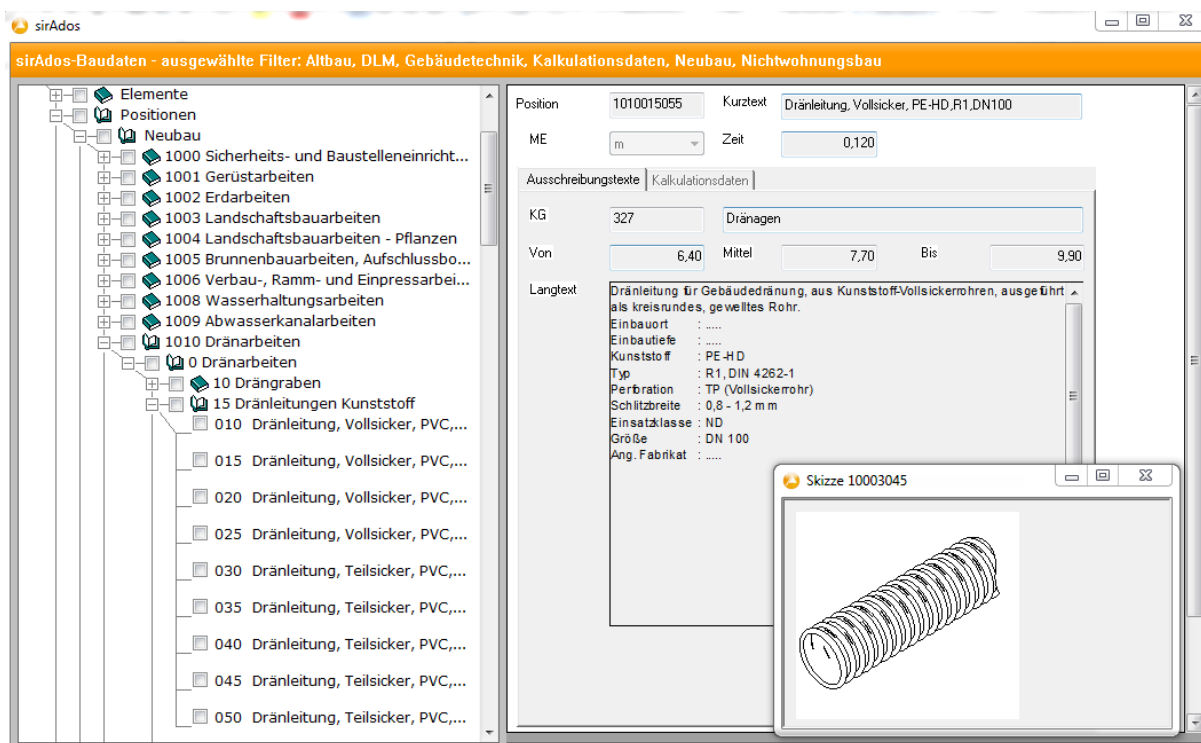 sirAdos
sirAdos-Baudaten - ausgewählte Filter: Altbau, DLM, Gebäudetechnik, Kalkulationsdaten, Neubau, Nichtwohnungsbau
Elemente
Positionen
Neubau
1000 Sicherheits- und Baustelleneinricht...
1001 Gerüstarbeiten
1002 Erdarbeiten
1003 Landschaftsbauarbeiten
1004 Landschaftsbauarbeiten - Pflanzen
1005 Brunnenbauarbeiten, Aufschlussbo...
1006 Verbau-, Ramm- und Einpressarbei...
1008 Wasserhaltungsarbeiten
1009 Abwasserkanalarbeiten
1010 Dränarbeiten
0 Dränarbeiten
10 Drängraben
15 Dränleitungen Kunststoff
010 Dränleitung, Vollsicker, PVC,...
015 Dränleitung, Vollsicker, PVC,...
020 Dränleitung, Vollsicker, PVC,...
025 Dränleitung, Vollsicker, PVC,...
030 Dränleitung, Teilsicker, PVC,...
035 Dränleitung, Teilsicker, PVC,...
040 Dränleitung, Teilsicker, PVC,...
045 Dränleitung, Teilsicker, PVC,...
050 Dränleitung, Teilsicker, PVC,...
Position 1010015055 Kurztext Dränleitung, Vollsicker, PE-HD,R1,DN100
ME m Zeit 0,120
Ausschreibungstexte Kalkulationsdaten
KG 327 Dränagen
Von 6,40 Mittel 7,70 Bis 9,90
Langtext Dränleitung für Gebäudedränung, aus Kunststoff-Vollsickerrohren, ausgeführt
als kreisrundes, gewelltes Rohr.
Einbauort : .....
Einbautiefe : .....
Kunststoff : PE-HD
Typ : R1, DIN 4262-1
Perforation : TP (Vollsickerrohr)
Schlitzbreite : 0,8 - 1,2 mm
Einsatzklasse : ND
Größe : DN 100
Ang. Fabrikat : .....
Skizze 10003045